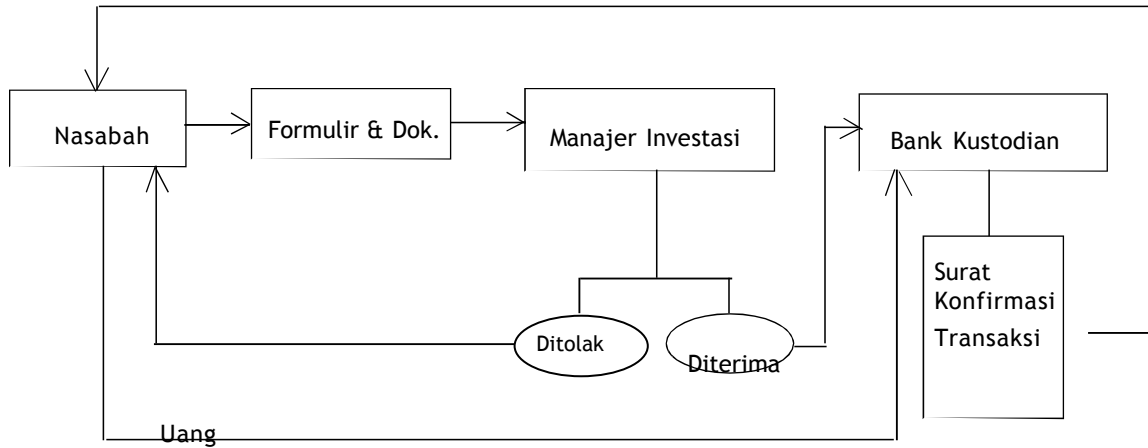 Nasabah
Formulir & Dok.
Manajer Investasi
Bank Kustodian
Surat
Konfirmasi
Transaksi
Ditolak
Diterima
Uang